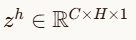 z^h ∈ ℝ^{C×H×1}